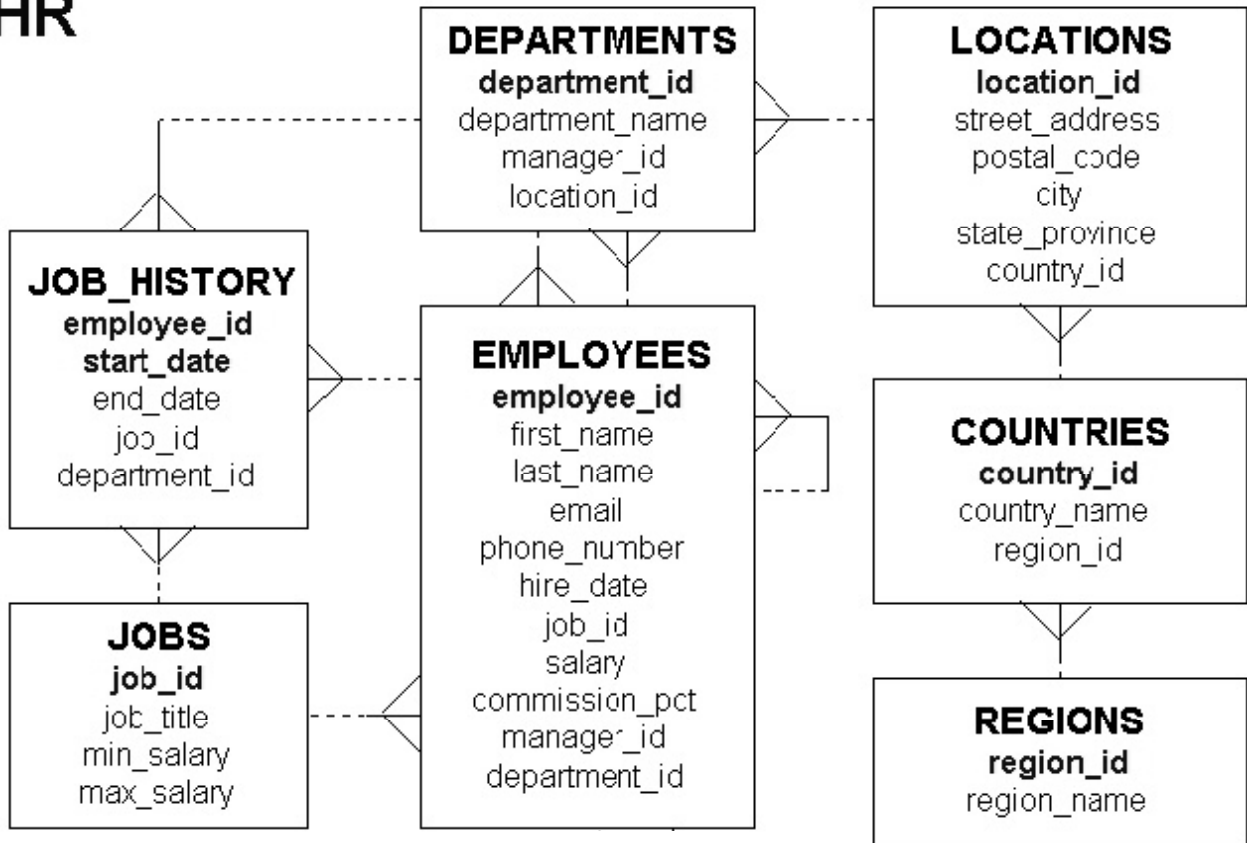 HR
DEPARTMENTS
department_id
department_name
manager_id
location_id
LOCATIONS
location_id
street_address
postal_code
city
state_province
country_id
JOB_HISTORY
employee_id
start_date
end_date
job_id
department_id
EMPLOYEES
employee_id
first_name
last_name
email
phone_number
hire_date
job_id
salary
commission_pct
manager_id
department_id
COUNTRIES
country_id
country_name
region_id
JOBS
job_id
job_title
min_salary
max_salary
REGIONS
region_id
region_name